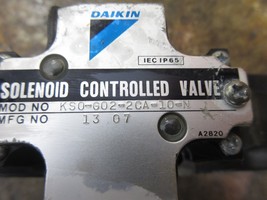 DAIKIN
IEC IP65
SOLENOID CONTROLLED VALVE
MOD NO KSO-G02-2CA-10-N
MFG NO 13 07
A2820